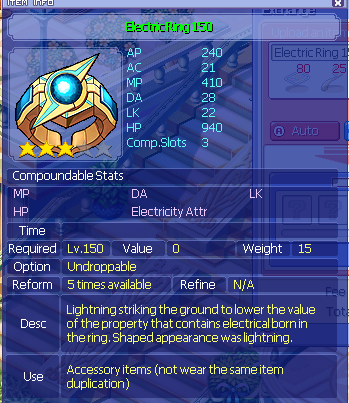 ITEM INFO
Electric Ring 150
AP 240
AC 21
MP 410
DA 28
LK 22
HP 940
Comp.Slots 3
Electric Ring 1
80 25
Auto
Compoundable Stats
MP DA LK
HP Electricity Attr
Time
Required Lv.150 Value 0 Weight 15
Option Undroppable
Reform 5 times available Refine N/A
Fee
Tota
Desc Lightning striking the ground to lower the value
of the property that contains electrical born in
the ring. Shaped appearance was lightning.
Use Accessory items (not wear the same item
duplication)